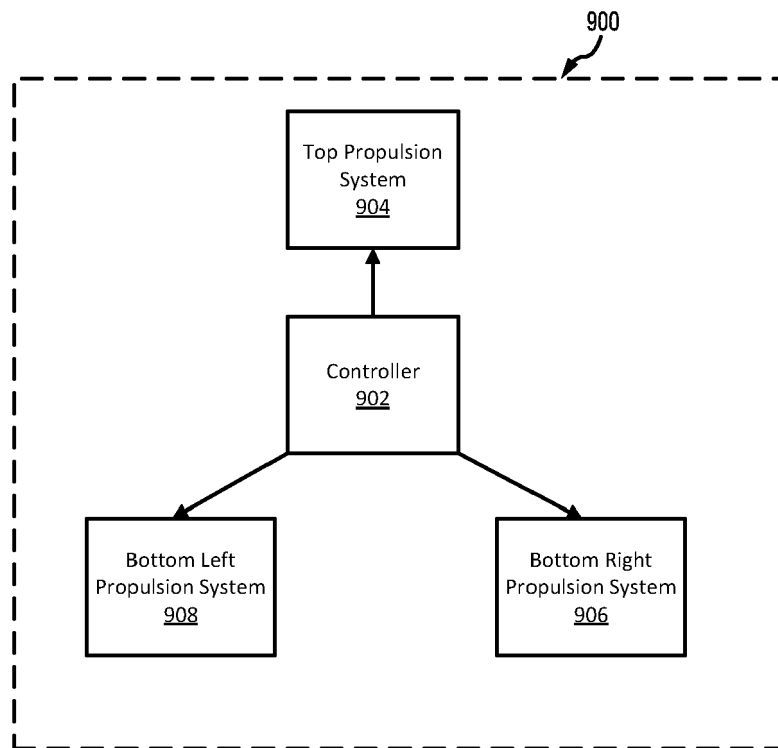 900
Top Propulsion
System
904
Controller
902
Bottom Left
Propulsion System
908
Bottom Right
Propulsion System
906